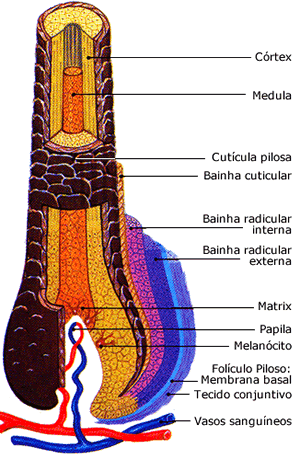 Córtex
Medula
Cutícula pilosa
Bainha cuticular
Bainha radicular
interna
Bainha radicular
externa
Matrix
Papila
Melanócito
Folículo Piloso:
Membrana basal
Tecido conjuntivo
Vasos sanguíneos